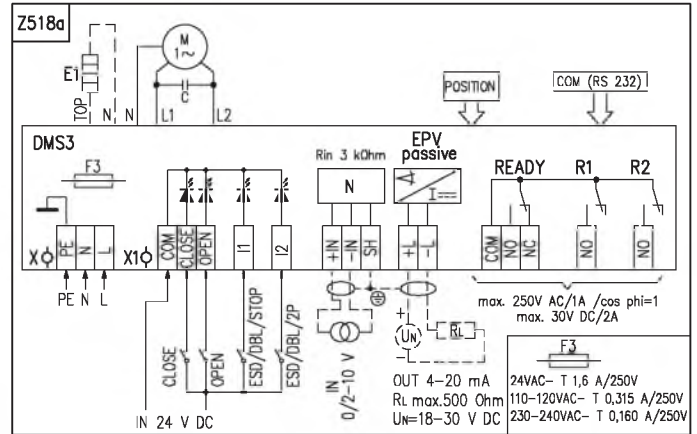 Z518a
M
1~
E1
C
POSITION
COM (RS 232)
TOP
N
N
L1
L2
DMS3
F3
Rin 3 kOhm
N
EPV
passive
I
READY
R1
R2
X
PE
N
L
X1
COM
CLOSE
OPEN
I1
I2
+IN
-IN
SH
+L
-L
COM
NO
NC
NO
NO
PE N L
CLOSE
OPEN
ESD/DBL/STOP
ESD/DBL/2P
IN 24 V DC
IN
0/2-10 V
+
UN
-
RL
OUT 4-20 mA
RL max.500 Ohm
UN=18-30 V DC
max. 250V AC/1A /cos phi=1
max. 30V DC/2A
F3
24VAC- T 1,6 A/250V
110-120VAC- T 0,315 A/250V
230-240VAC- T 0,160 A/250V